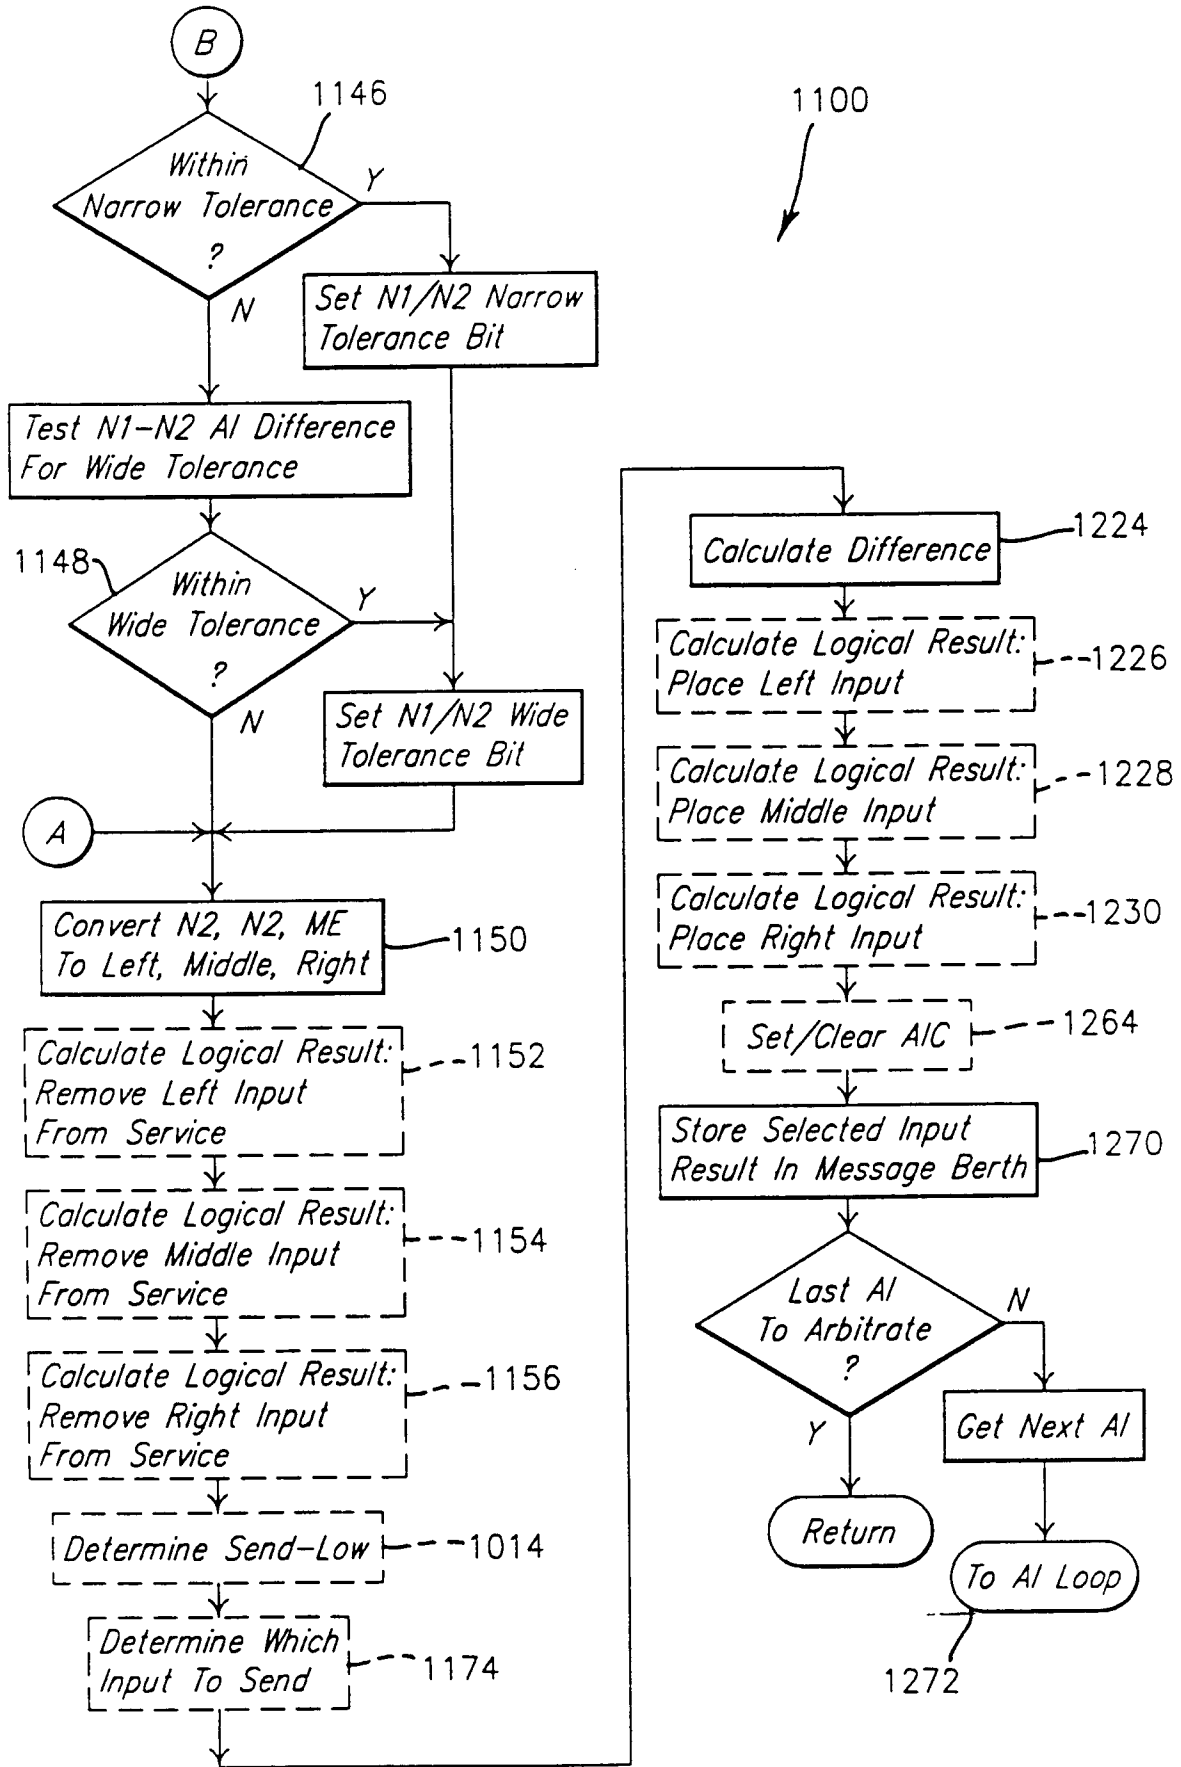 B
1146
1100
Within
Narrow Tolerance
?
Y
N
Set N1/N2 Narrow
Tolerance Bit
Test N1-N2 AI Difference
For Wide Tolerance
1148
Within
Wide Tolerance
?
Y
N
Set N1/N2 Wide
Tolerance Bit
A
Convert N2, N2, ME
To Left, Middle, Right
1150
Calculate Logical Result:
Remove Left Input
From Service
1152
Calculate Logical Result:
Remove Middle Input
From Service
1154
Calculate Logical Result:
Remove Right Input
From Service
1156
Determine Send-Low
1014
Determine Which
Input To Send
1174
Calculate Difference
1224
Calculate Logical Result:
Place Left Input
1226
Calculate Logical Result:
Place Middle Input
1228
Calculate Logical Result:
Place Right Input
1230
Set/Clear AIC
1264
Store Selected Input
Result In Message Berth
1270
Last AI
To Arbitrate
?
N
Y
Get Next AI
Return
To AI Loop
1272